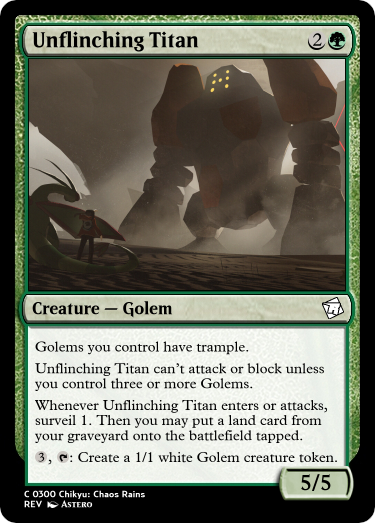 Unflinching Titan 2
Creature — Golem
Golems you control have trample.
Unflinching Titan can't attack or block unless
you control three or more Golems.
Whenever Unflinching Titan enters or attacks,
surveil 1. Then you may put a land card from
your graveyard onto the battlefield tapped.
3, : Create a 1/1 white Golem creature token.
5/5
C 0300 Chikyu: Chaos Rains
REV Astero